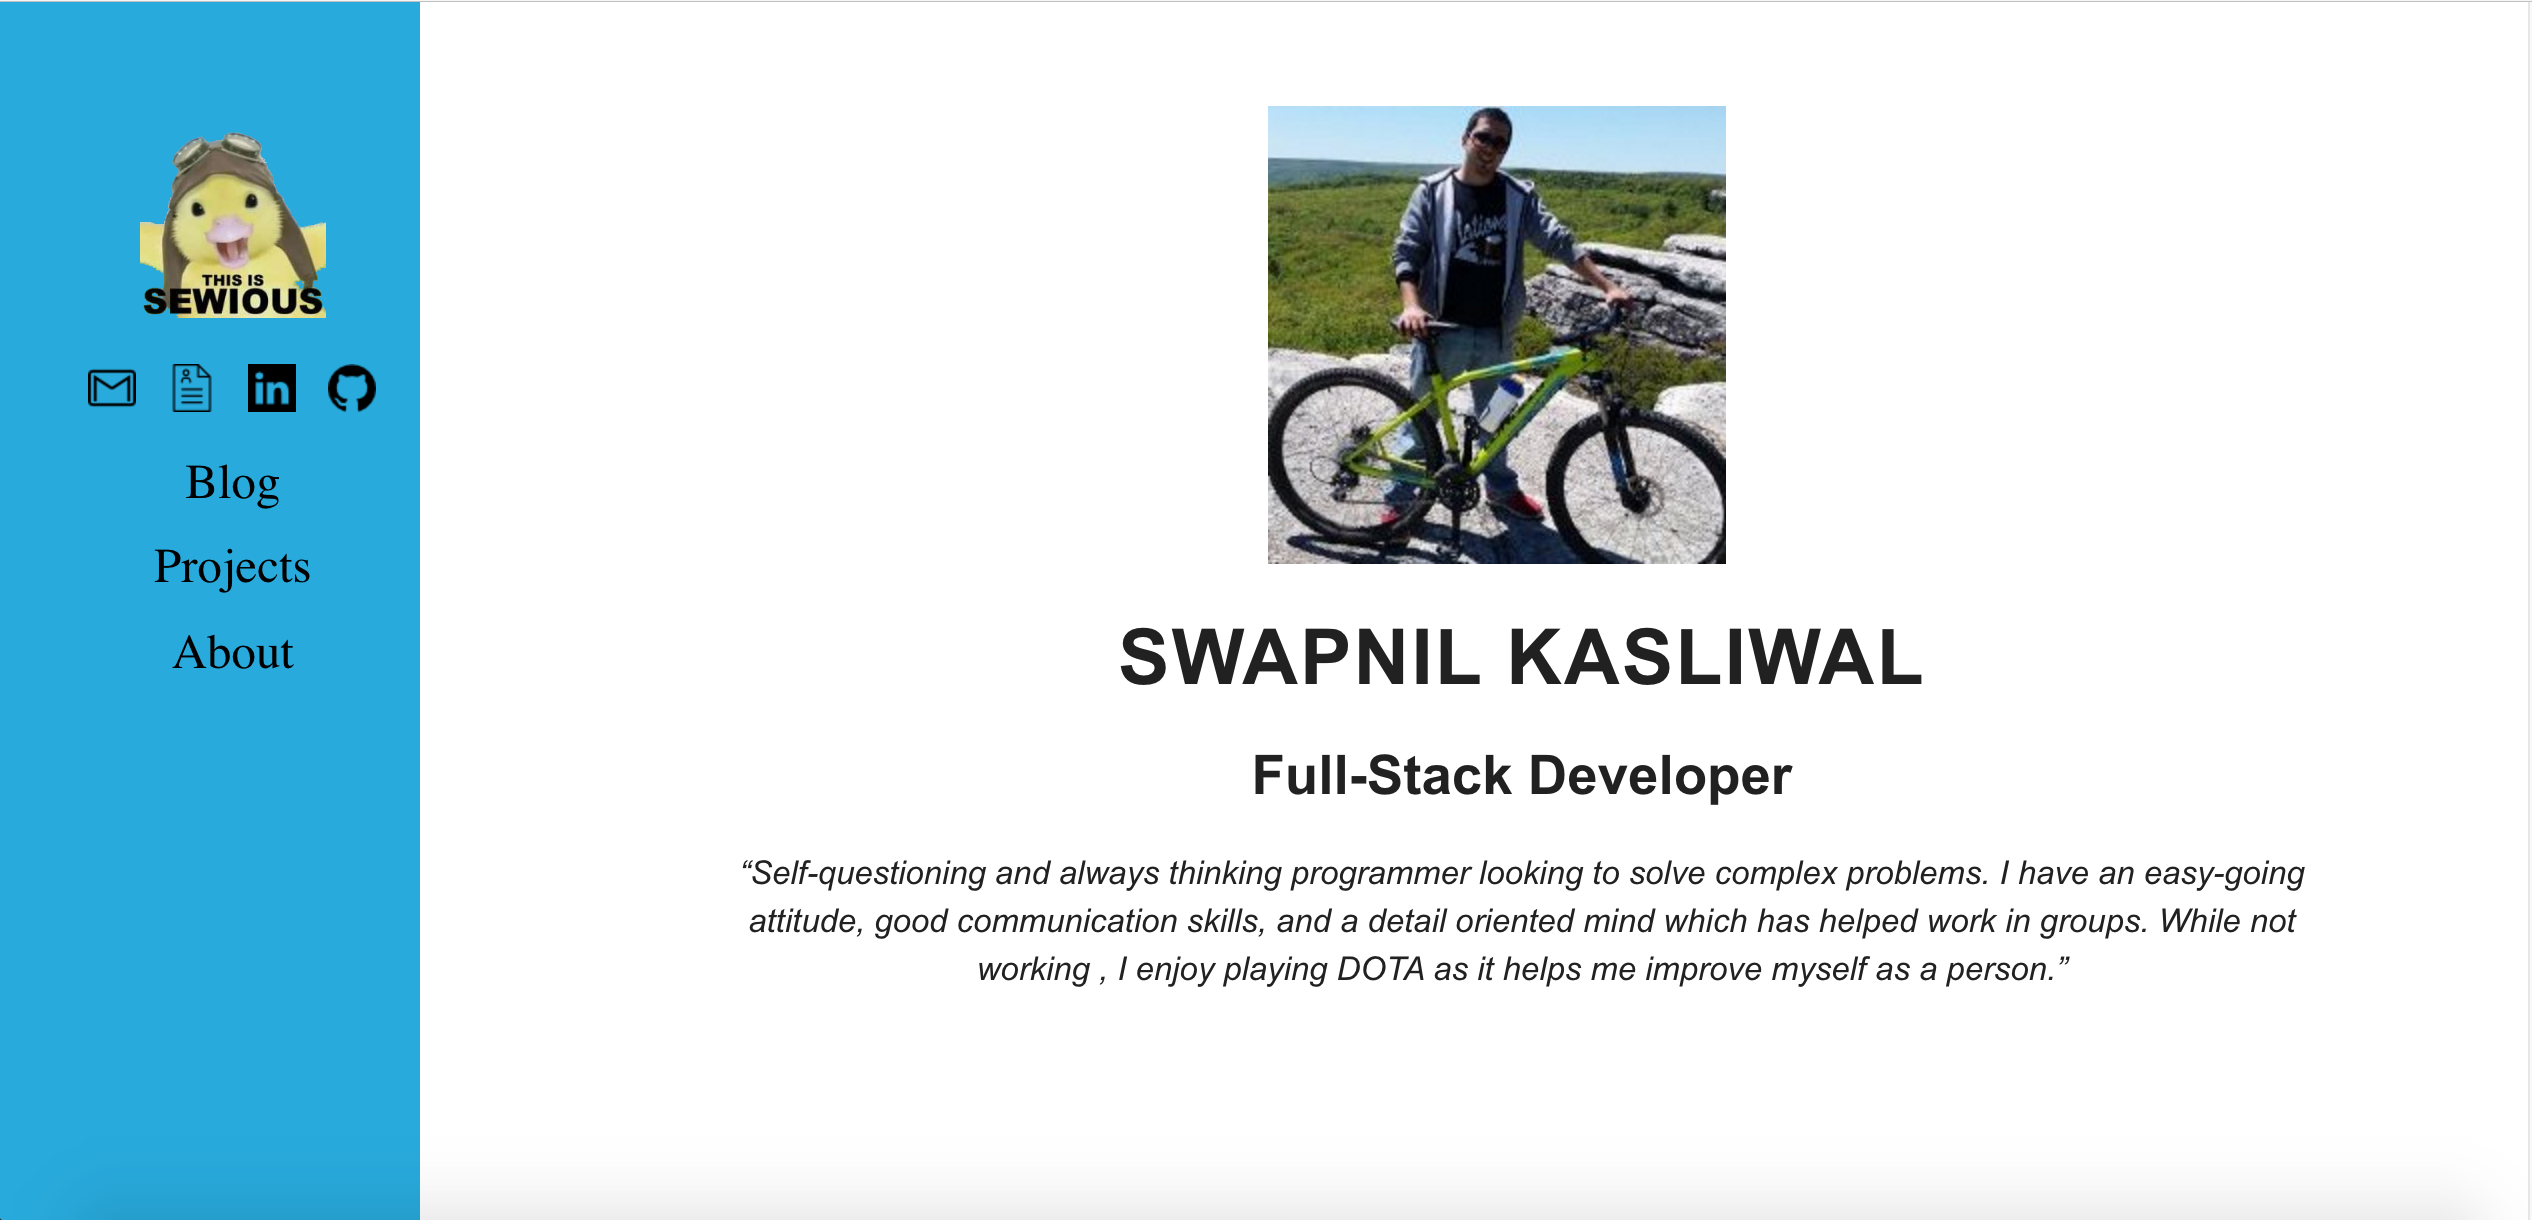 THIS IS
SEWIOUS
in
Blog
Projects
About
SWAPNIL KASLIWAL
Full-Stack Developer
“Self-questioning and always thinking programmer looking to solve complex problems. I have an easy-going
attitude, good communication skills, and a detail oriented mind which has helped work in groups. While not
working , I enjoy playing DOTA as it helps me improve myself as a person.”